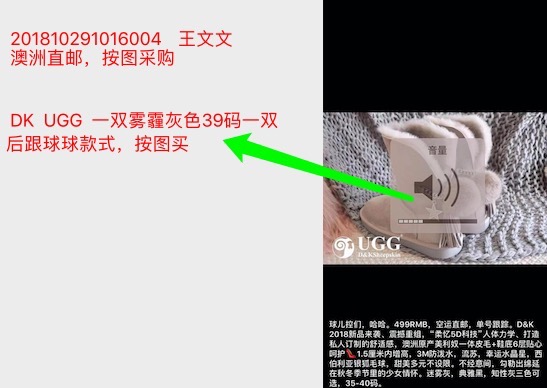 201810291016004 王文文
澳洲直邮，按图采购
DK UGG 一双雾霾灰色39码一双
后跟球球款式，按图买
音量
UGG
D&K Sheepskin
球儿控们，哈哈。499RMB，空运直邮，单号跟踪。D&K
2018新品来袭、震撼重组，“柔忆5D科技”人体力学、打造
私人订制的舒适感，澳洲原产美利奴一体皮毛+鞋底6层贴心
呵护👠1.5厘米内增高，3M防泼水，流苏，幸运水晶星，西
伯利亚银狐毛球，甜美多元不设限。不经意间，勾勒出绵延
在秋冬季节里的少女情怀。迷雾灰，典雅黑，知性灰三色可
选，35-40码。